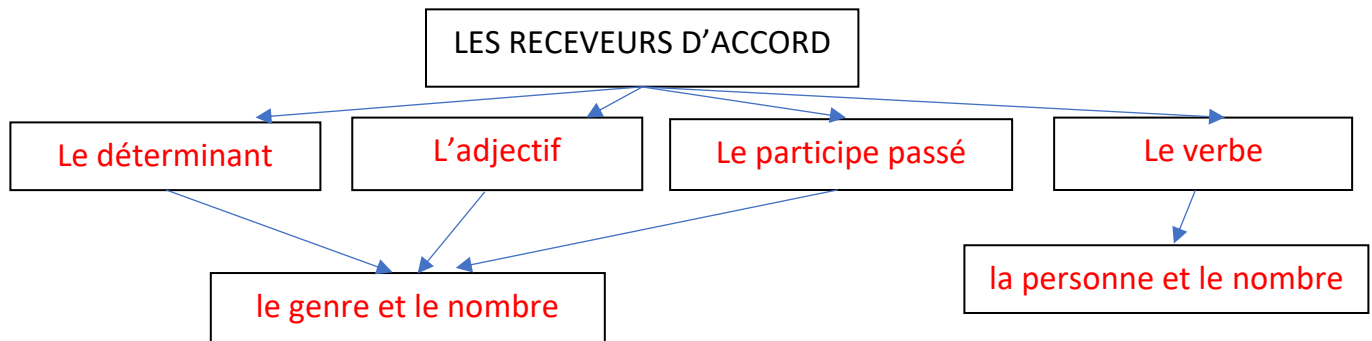 LES RECEVEURS D’ACCORD
Le déterminant
L’adjectif
Le participe passé
Le verbe
le genre et le nombre
la personne et le nombre